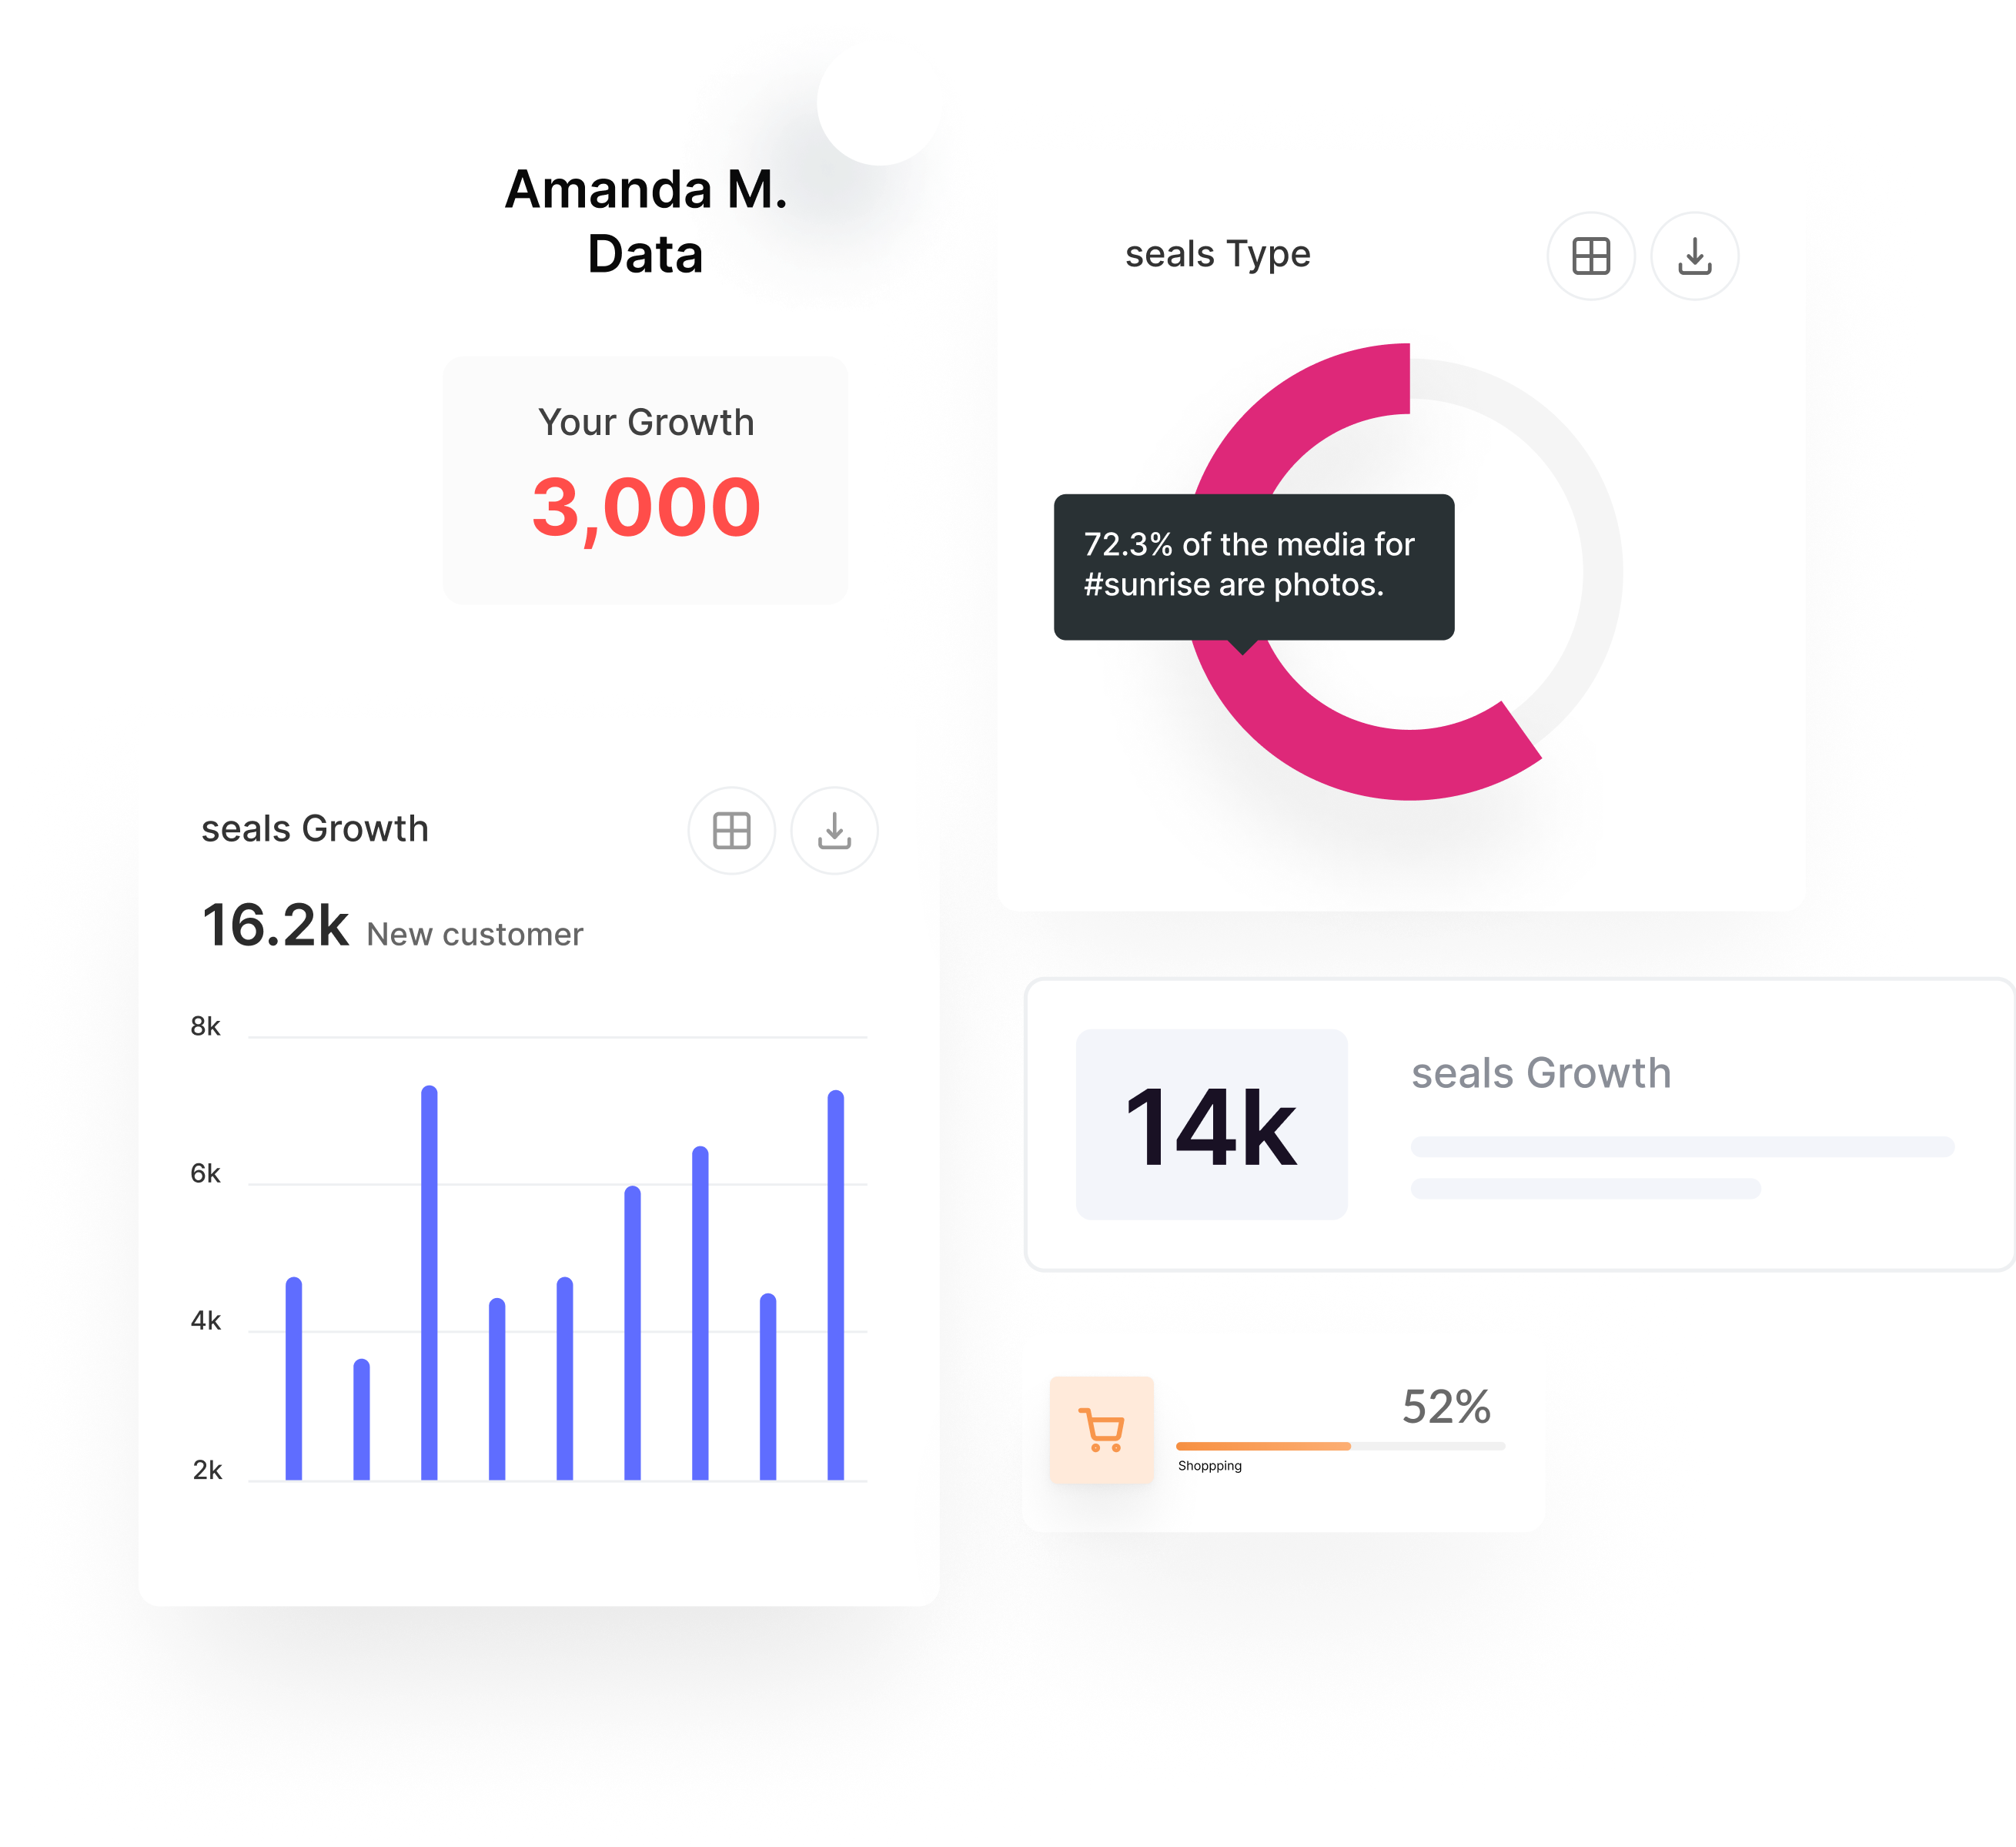 Amanda M.
Data
Your Growth
3,000
seals Type
72.3% of the media for
#sunrise are photos.
seals Growth
16.2k New customer
8k
6k
4k
2k
14k
seals Growth
52%
Shoppping